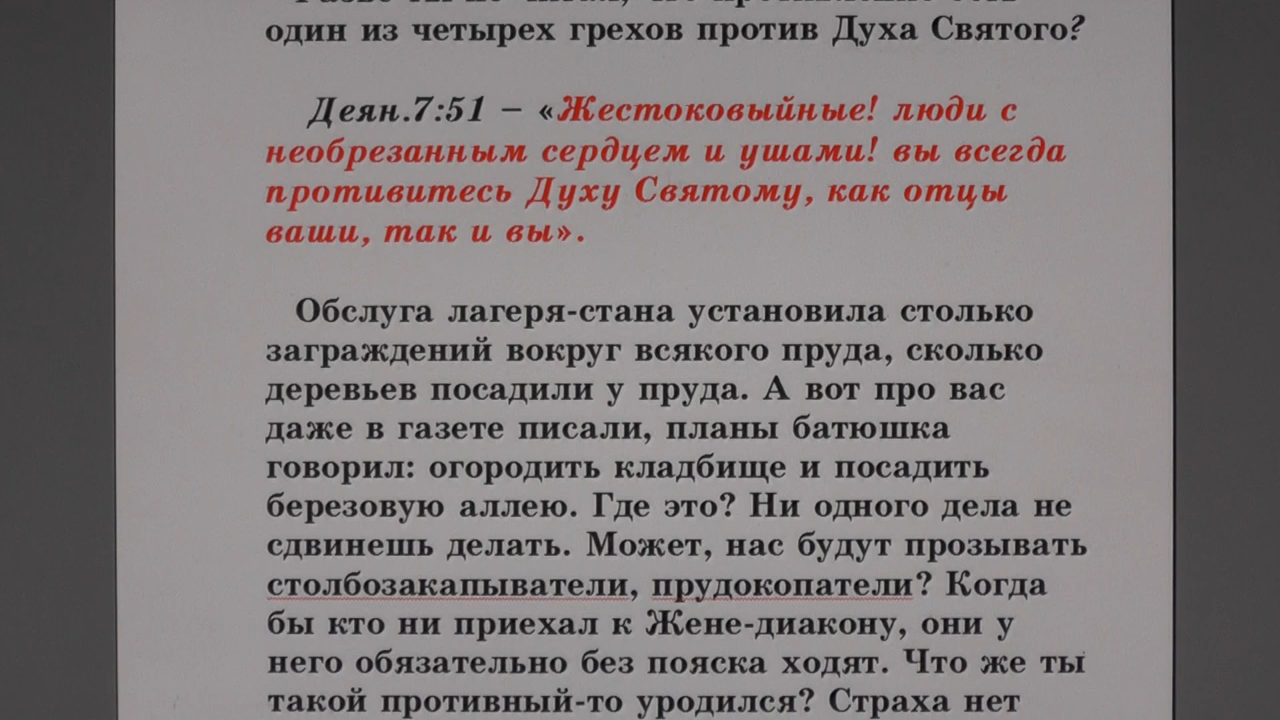 один из четырех грехов против Духа Святого?
Деян.7:51 – «Жестоковыйные! люди с
необрезанным сердцем и ушами! вы всегда
противитесь Духу Святому, как отцы
ваши, так и вы».
Обслуга лагеря-стана установила столько
заграждений вокруг всякого пруда, сколько
деревьев посадили у пруда. А вот про вас
даже в газете писали, планы батюшка
говорил: огородить кладбище и посадить
березовую аллею. Где это? Ни одного дела не
сдвинешь делать. Может, нас будут прозывать
столбозакапыватели, прудокопатели? Когда
бы кто ни приехал к Жене-диакону, они у
него обязательно без пояска ходят. Что же ты
такой противный-то уродился? Страха нет